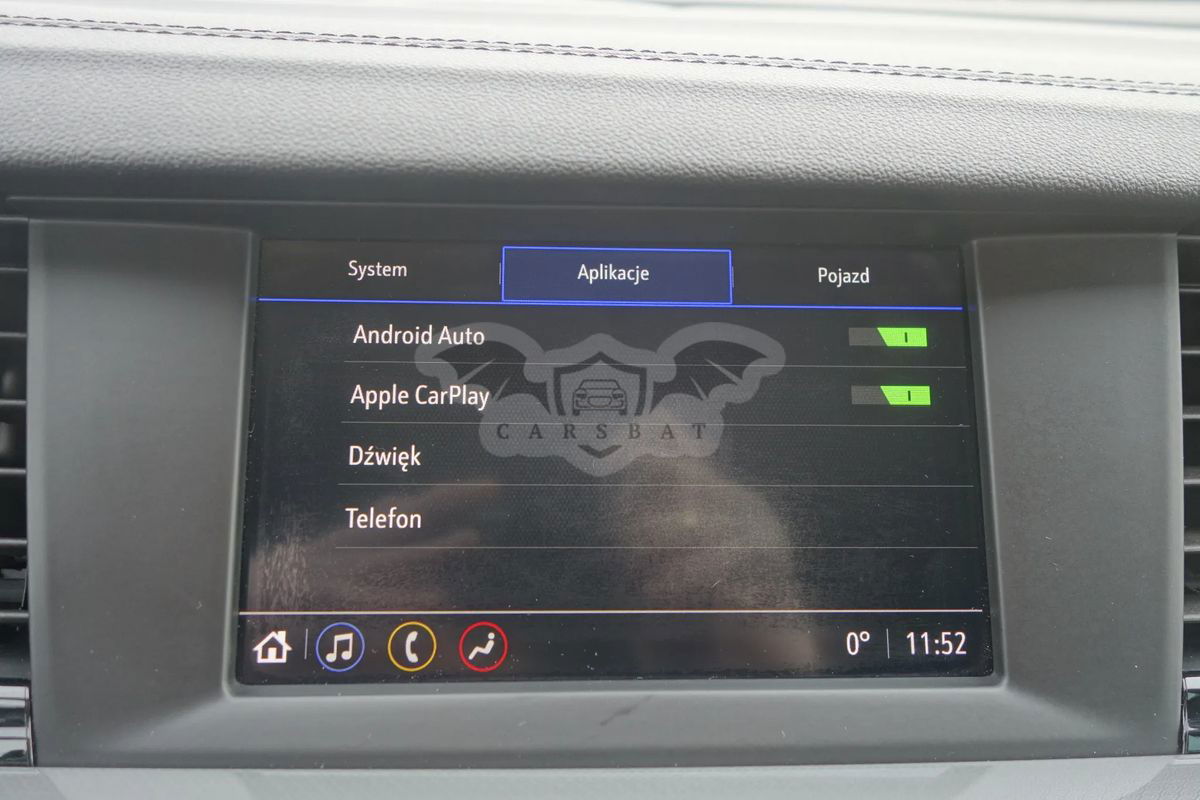 System Aplikacje Pojazd
Android Auto
Apple CarPlay
CARSBAT
Dźwięk
Telefon
0° 11:52